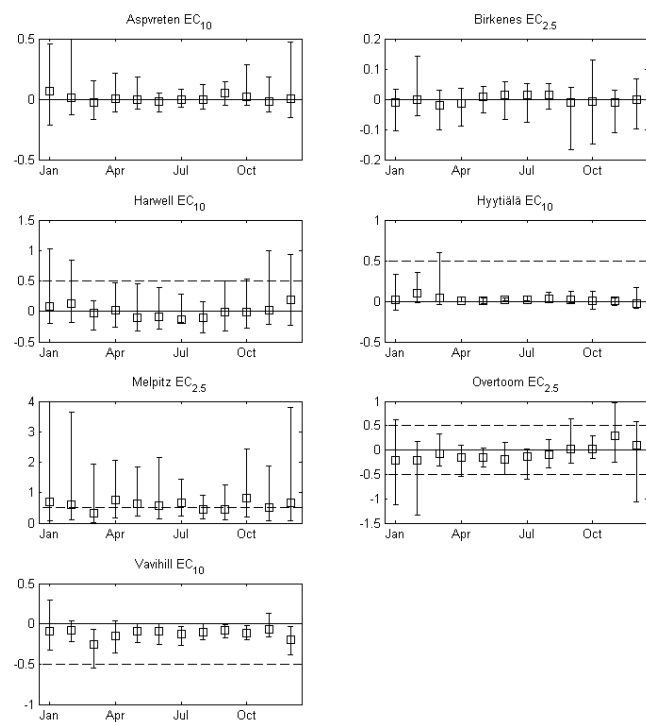 Aspvreten EC10
0.5
0
-0.5
Jan Apr Jul Oct
Birkenes EC2.5
0.2
0.1
0
-0.1
-0.2
Jan Apr Jul Oct
Harwell EC10
1.5
1
0.5
0
-0.5
Jan Apr Jul Oct
Hyytiälä EC10
1
0.5
0
-0.5
Jan Apr Jul Oct
Melpitz EC2.5
4
3
2
1
0
Jan Apr Jul Oct
Overtoom EC2.5
1
0.5
0
-0.5
-1
-1.5
Jan Apr Jul Oct
Vavihill EC10
0.5
0
-0.5
-1
Jan Apr Jul Oct